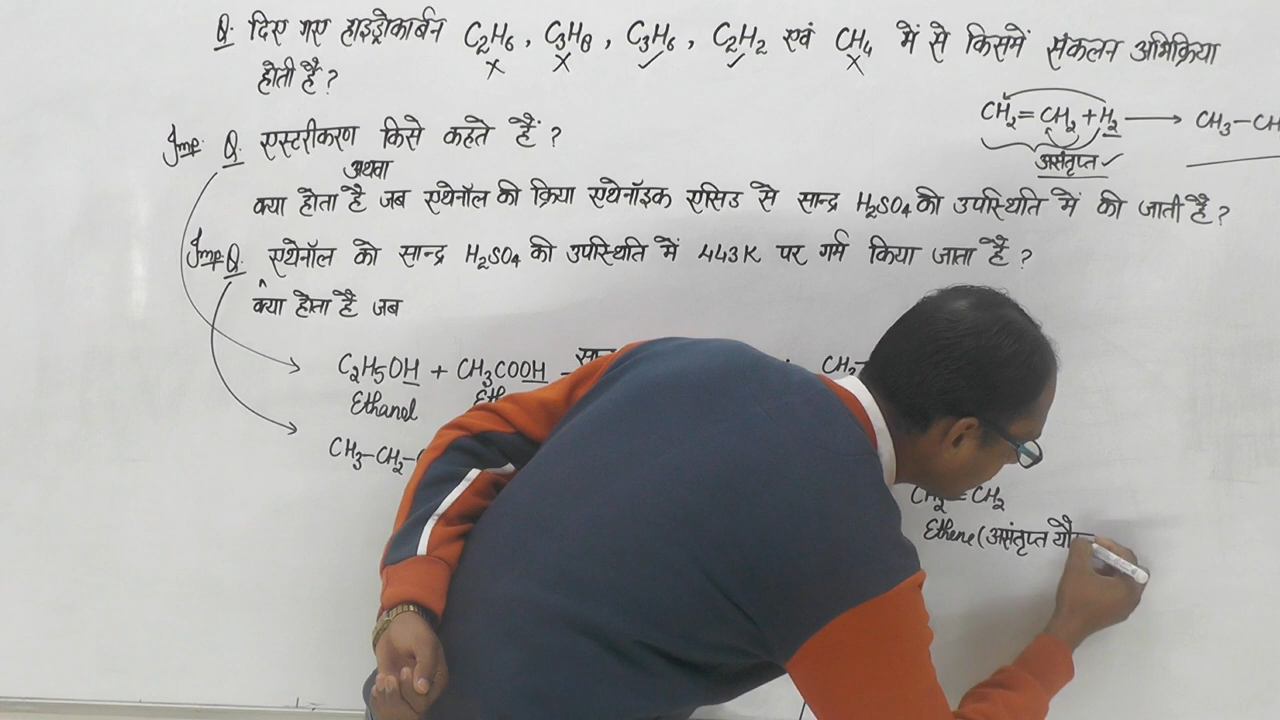 Q. दिए गए हाइड्रोकार्बन C2H6, C3H8, C3H6, C2H2 एवं CH4 में से किसमें संकलन अभिक्रिया
होती है?
CH2=CH2+H2 → CH3-CH
असंतृप्त ✓
Imp. Q. एस्टरीकरण किसे कहते हैं?
अथवा
क्या होता है जब एथेनॉल की क्रिया एथेनॉइक एसिड से सान्द्र H2SO4 की उपस्थिति में की जाती है?
Imp Q. एथेनॉल को सान्द्र H2SO4 की उपस्थिति में 443K पर गर्म किया जाता है?
क्या होता है जब
C2H5OH + CH3COOH
Ethanol
CH3-CH2-
CH2=CH2
Ethene (असंतृप्त